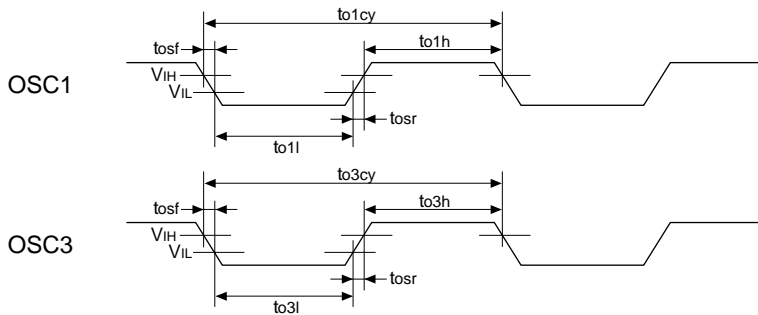 to1cy
tosf
to1h
OSC1
VIH
VIL
tosr
to1l
to3cy
tosf
to3h
OSC3
VIH
VIL
tosr
to3l